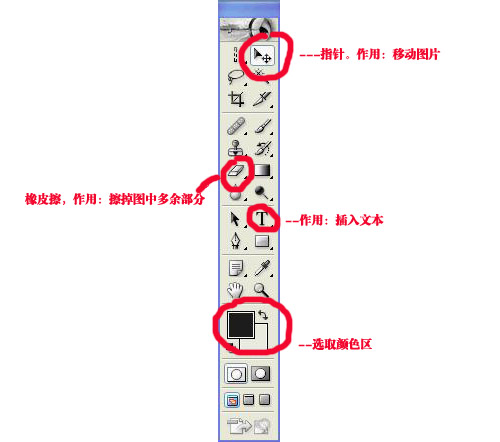 ---指针。作用：移动图片
橡皮擦，作用：擦掉图中多余部分
T
--作用：插入文本
--选取颜色区